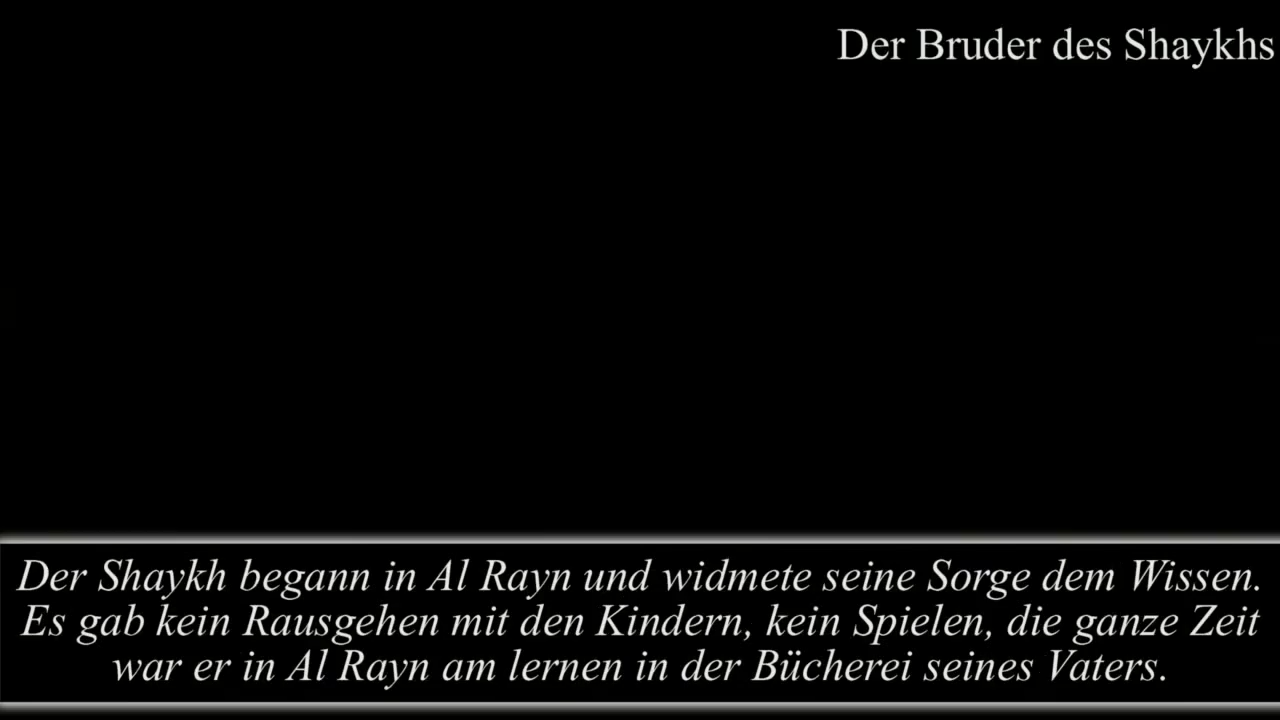 Der Bruder des Shaykhs
Der Shaykh begann in Al Rayn und widmete seine Sorge dem Wissen.
Es gab kein Rausgehen mit den Kindern, kein Spielen, die ganze Zeit
war er in Al Rayn am lernen in der Bücherei seines Vaters.